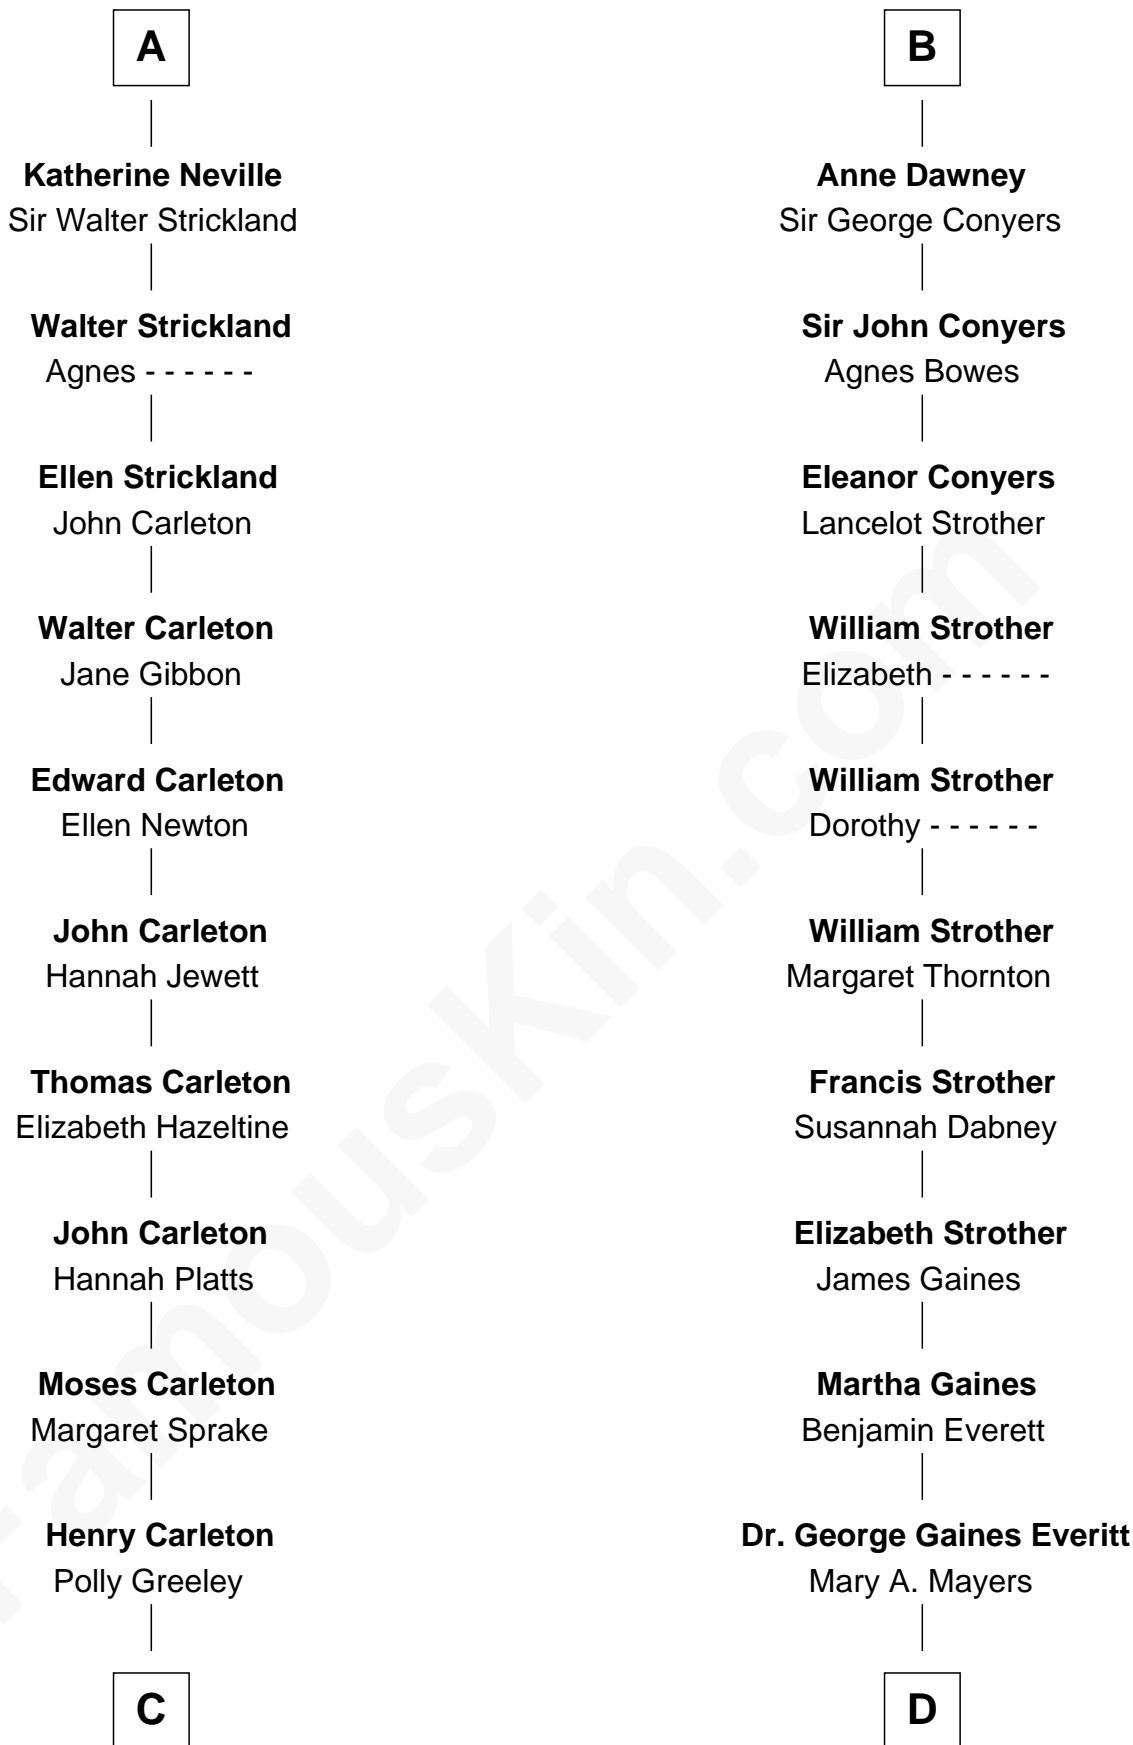 A
Katherine Neville
Sir Walter Strickland
Walter Strickland
Agnes - - - - - -
Ellen Strickland
John Carleton
Walter Carleton
Jane Gibbon
Edward Carleton
Ellen Newton
John Carleton
Hannah Jewett
Thomas Carleton
Elizabeth Hazeltine
John Carleton
Hannah Platts
Moses Carleton
Margaret Sprake
Henry Carleton
Polly Greeley
C
B
Anne Dawney
Sir George Conyers
Sir John Conyers
Agnes Bowes
Eleanor Conyers
Lancelot Strother
William Strother
Elizabeth - - - - - -
William Strother
Dorothy - - - - - -
William Strother
Margaret Thornton
Francis Strother
Susannah Dabney
Elizabeth Strother
James Gaines
Martha Gaines
Benjamin Everett
Dr. George Gaines Everitt
Mary A. Mayers
D
FamousKin.com